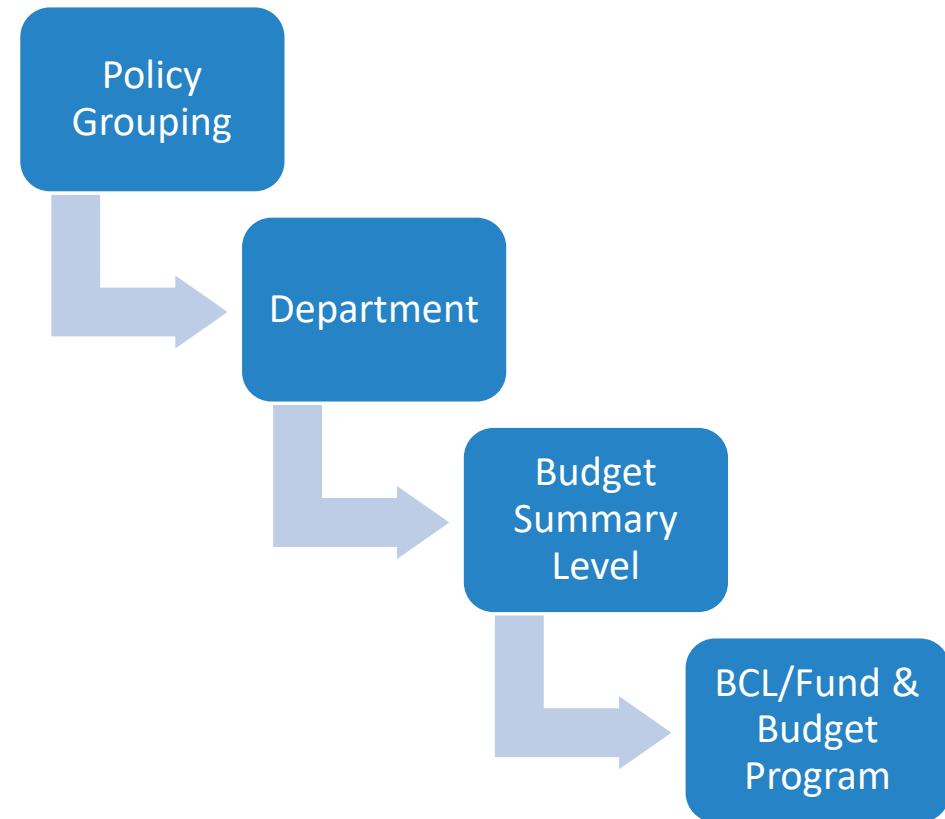 Policy
Grouping
Department
Budget
Summary
Level
BCL/Fund &
Budget
Program